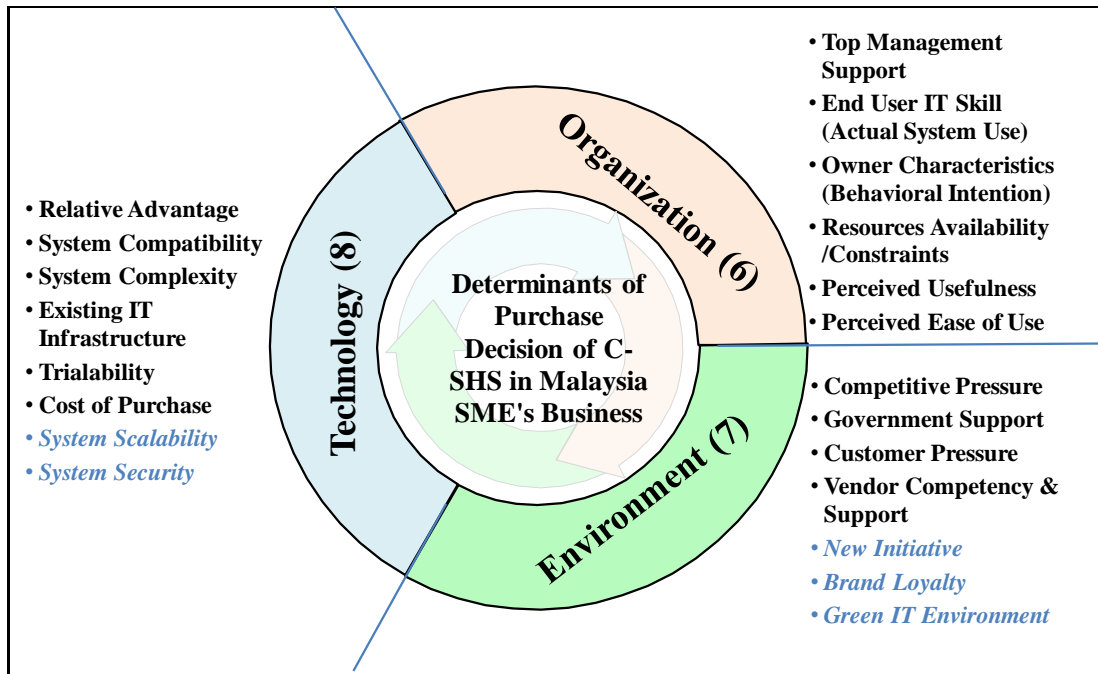 • Relative Advantage
• System Compatibility
• System Complexity
• Existing IT
Infrastructure
• Trialability
• Cost of Purchase
• System Scalability
• System Security
Technology (8)
Organization (6)
Environment (7)
Determinants of
Purchase
Decision of C-
SHS in Malaysia
SME's Business
• Top Management
Support
• End User IT Skill
(Actual System Use)
• Owner Characteristics
(Behavioral Intention)
• Resources Availability
/Constraints
• Perceived Usefulness
• Perceived Ease of Use
• Competitive Pressure
• Government Support
• Customer Pressure
• Vendor Competency &
Support
• New Initiative
• Brand Loyalty
• Green IT Environment